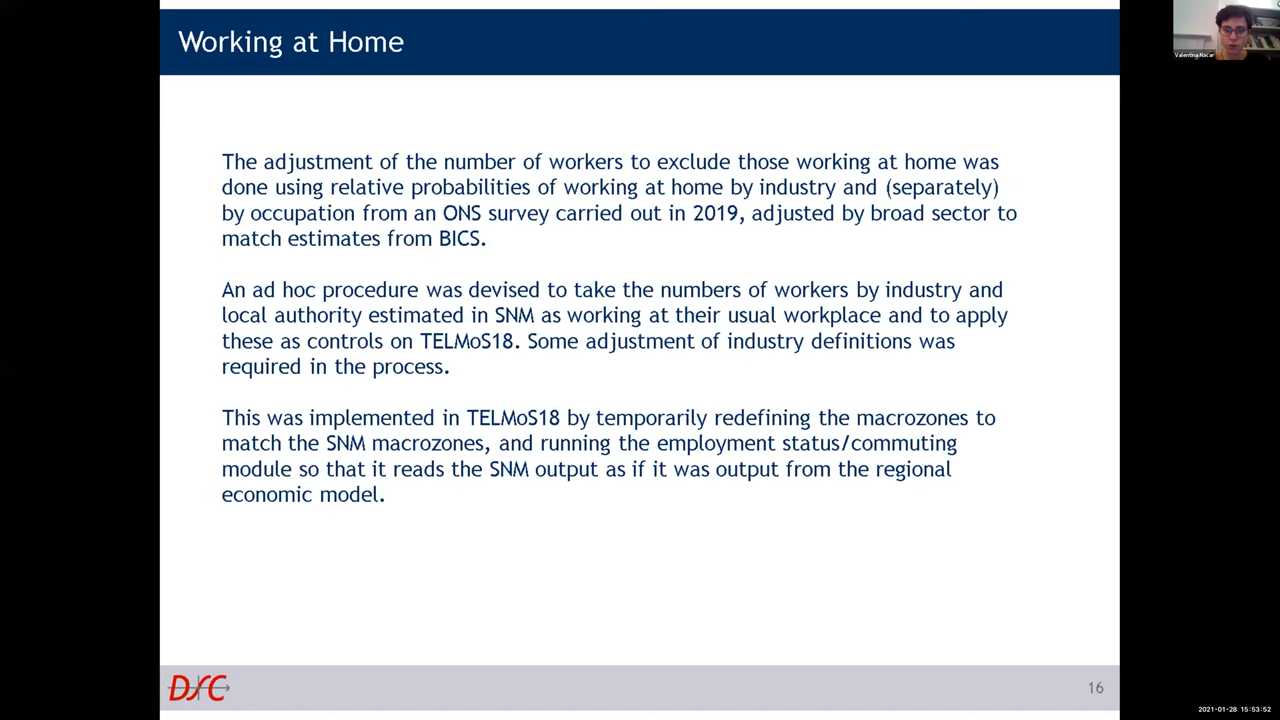 Working at Home
Valentina Nacar
The adjustment of the number of workers to exclude those working at home was
done using relative probabilities of working at home by industry and (separately)
by occupation from an ONS survey carried out in 2019, adjusted by broad sector to
match estimates from BICS.
An ad hoc procedure was devised to take the numbers of workers by industry and
local authority estimated in SNM as working at their usual workplace and to apply
these as controls on TELMoS18. Some adjustment of industry definitions was
required in the process.
This was implemented in TELMoS18 by temporarily redefining the macrozones to
match the SNM macrozones, and running the employment status/commuting
module so that it reads the SNM output as if it was output from the regional
economic model.
DSC
16
2021-01-28 15:53:52